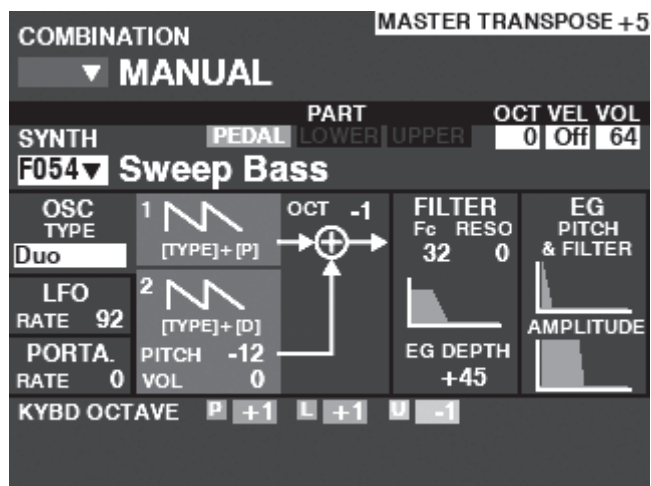 MASTER TRANSPOSE +5
COMBINATION
▼ MANUAL
PART OCT VEL VOL
SYNTH PEDAL LOWER UPPER 0 Off 64
F054▼ Sweep Bass
OSC
TYPE
Duo
1
[TYPE]+[P]
OCT -1
FILTER
Fc RESO
32 0
EG
PITCH
& FILTER
LFO
RATE 92
2
[TYPE]+[D]
PITCH -12
VOL 0
PORTA.
RATE 0
EG DEPTH
+45
AMPLITUDE
KYBD OCTAVE P +1 L +1 U -1